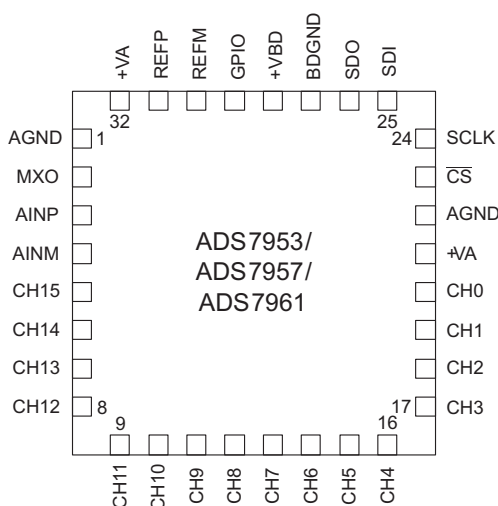 +VA
REFP
REFM
GPIO
+VBD
BDGND
SDO
SDI
32
25
AGND
1
24
SCLK
MXO
C̅S̅
AINP
AGND
AINM
+VA
ADS7953/
ADS7957/
ADS7961
CH15
CH0
CH14
CH1
CH13
CH2
CH12
8
17
CH3
9
16
CH11
CH10
CH9
CH8
CH7
CH6
CH5
CH4